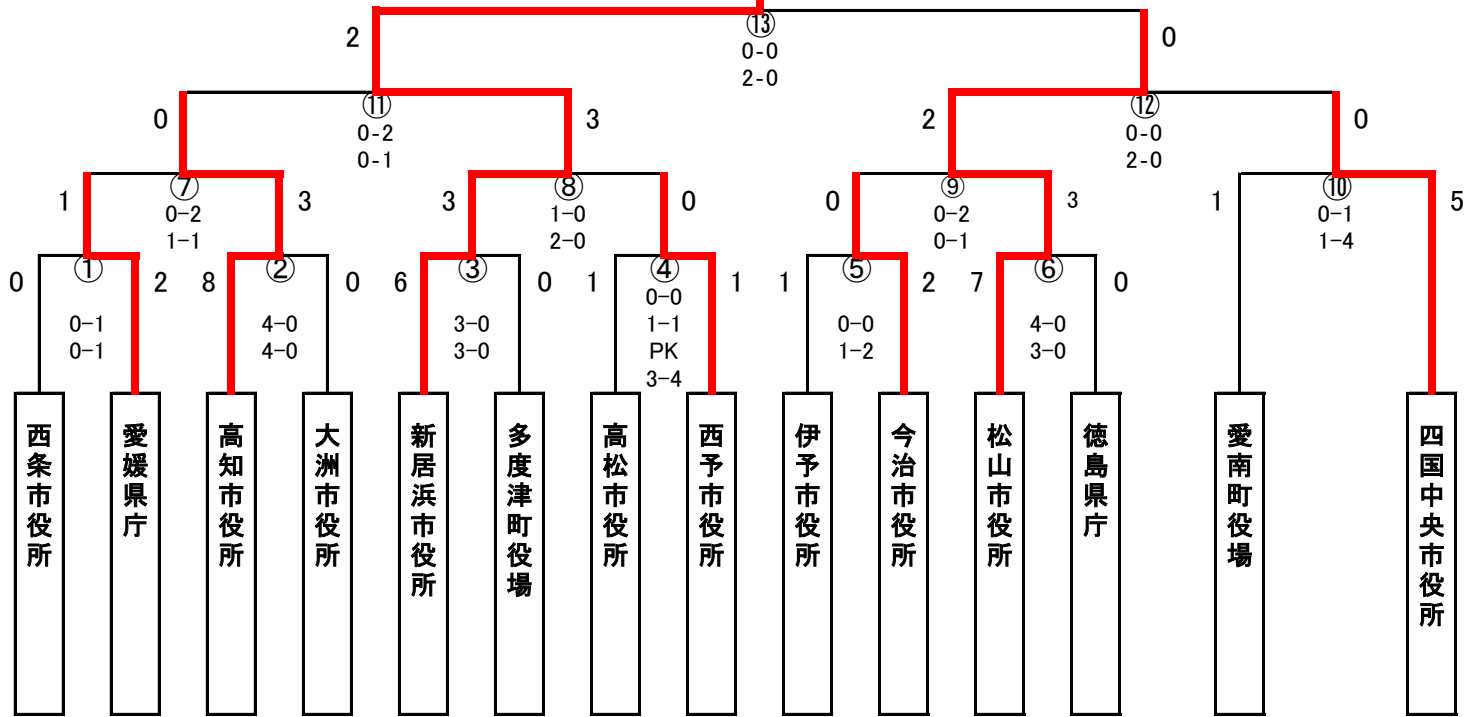 ⑬
2 0
0-0
2-0
⑪ ⑫
0 3 2 0
0-2 0-0
0-1 2-0
⑦ ⑧ ⑨ ⑩
1 3 3 0 0 3 1 5
0-2 1-0 0-2 0-1
1-1 2-0 0-1 1-4
① ② ③ ④ ⑤ ⑥
0 2 8 0 6 0 1 1 1 2 7 0
0-0
0-1 4-0 3-0 1-1 0-0 4-0
0-1 4-0 3-0 PK 1-2 3-0
3-4
西条市役所
愛媛県庁
高知市役所
大洲市役所
新居浜市役所
多度津町役場
高松市役所
西予市役所
伊予市役所
今治市役所
松山市役所
徳島県庁
愛南町役場
四国中央市役所